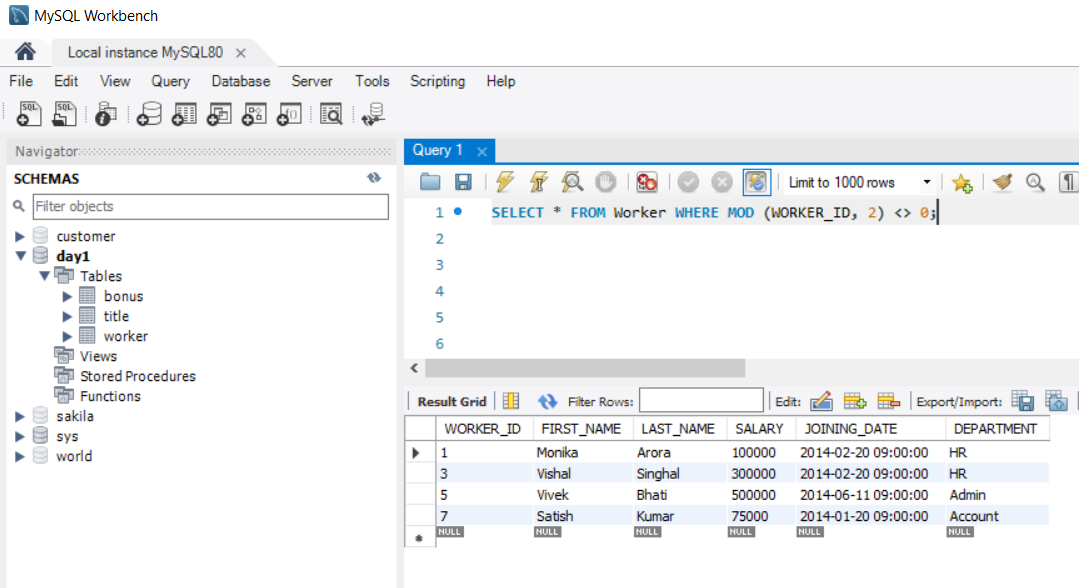 MySQL Workbench
Local instance MySQL80
File Edit View Query Database Server Tools Scripting Help
SQL SQL
Navigator
SCHEMAS
Filter objects
customer
day1
Tables
bonus
title
worker
Views
Stored Procedures
Functions
sakila
sys
world
Query 1
Limit to 1000 rows
1 SELECT * FROM Worker WHERE MOD (WORKER_ID, 2) <> 0;
2
3
4
5
6
Result Grid Filter Rows: Edit: Export/Import:
WORKER_ID FIRST_NAME LAST_NAME SALARY JOINING_DATE DEPARTMENT
1 Monika Arora 100000 2014-02-20 09:00:00 HR
3 Vishal Singhal 300000 2014-02-20 09:00:00 HR
5 Vivek Bhati 500000 2014-06-11 09:00:00 Admin
7 Satish Kumar 75000 2014-01-20 09:00:00 Account
NULL NULL NULL NULL NULL NULL